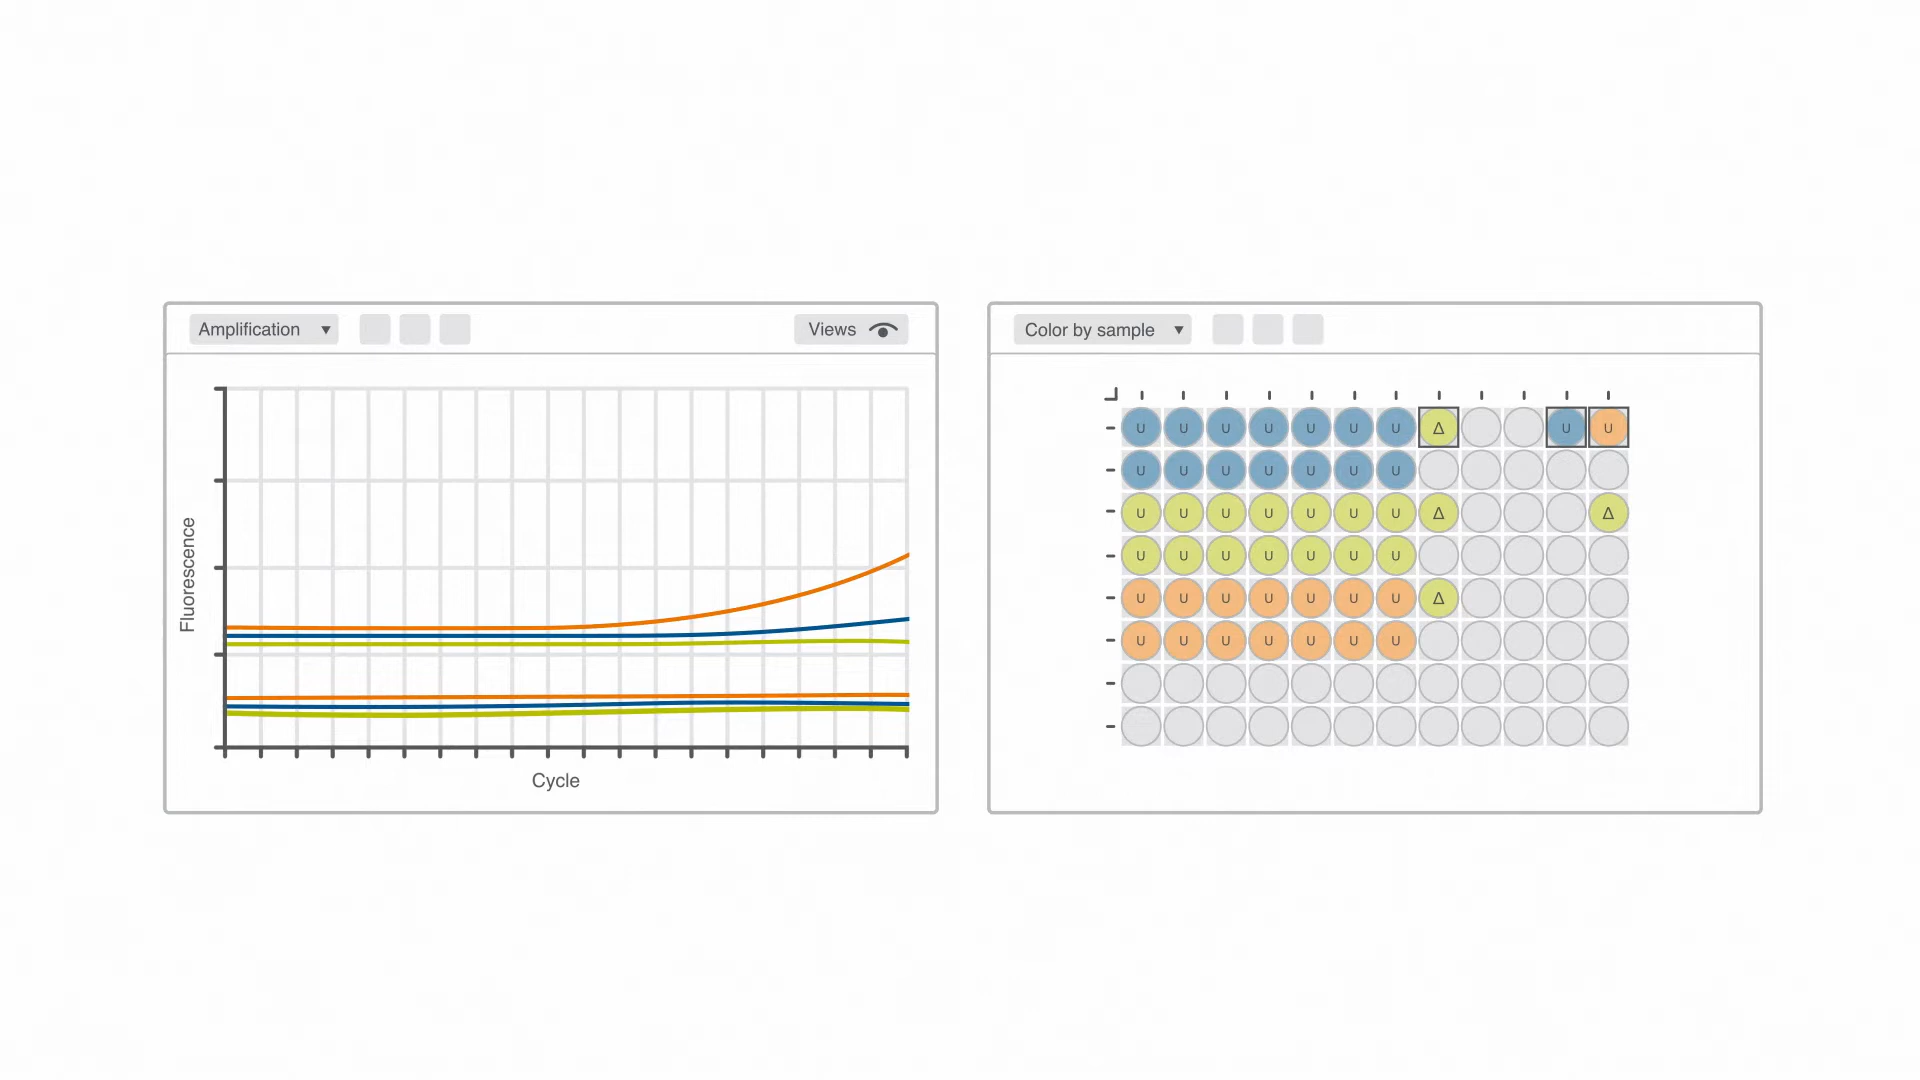 Amplification ▼
Views
Fluorescence
Cycle
Color by sample ▼
U U U U U U U Δ U U
U U U U U U U
U U U U U U U Δ Δ
U U U U U U U
U U U U U U U Δ
U U U U U U U